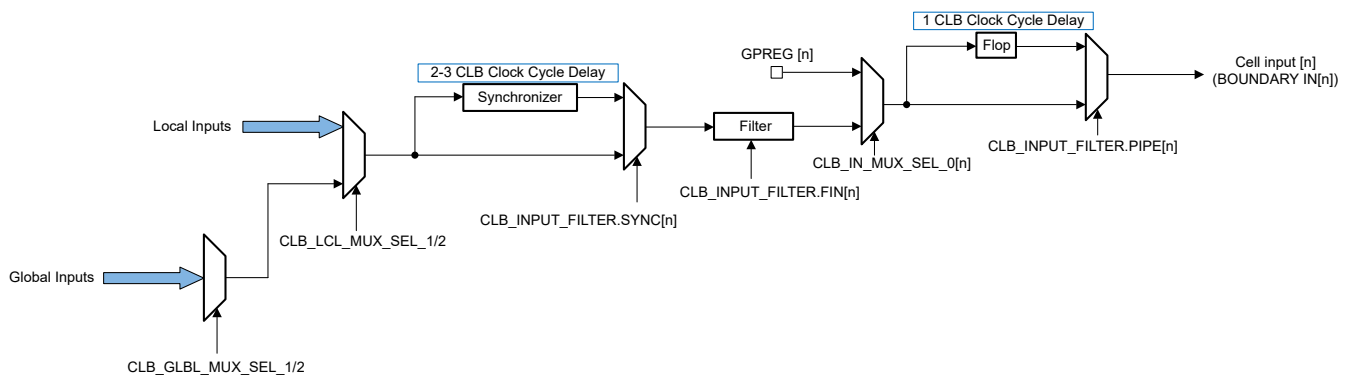 1 CLB Clock Cycle Delay
Flop
GPREG [n]
Cell input [n]
(BOUNDARY IN[n])
2-3 CLB Clock Cycle Delay
Synchronizer
Local Inputs
Filter
CLB_INPUT_FILTER.PIPE[n]
CLB_IN_MUX_SEL_0[n]
CLB_INPUT_FILTER.FIN[n]
CLB_INPUT_FILTER.SYNC[n]
CLB_LCL_MUX_SEL_1/2
Global Inputs
CLB_GLBL_MUX_SEL_1/2